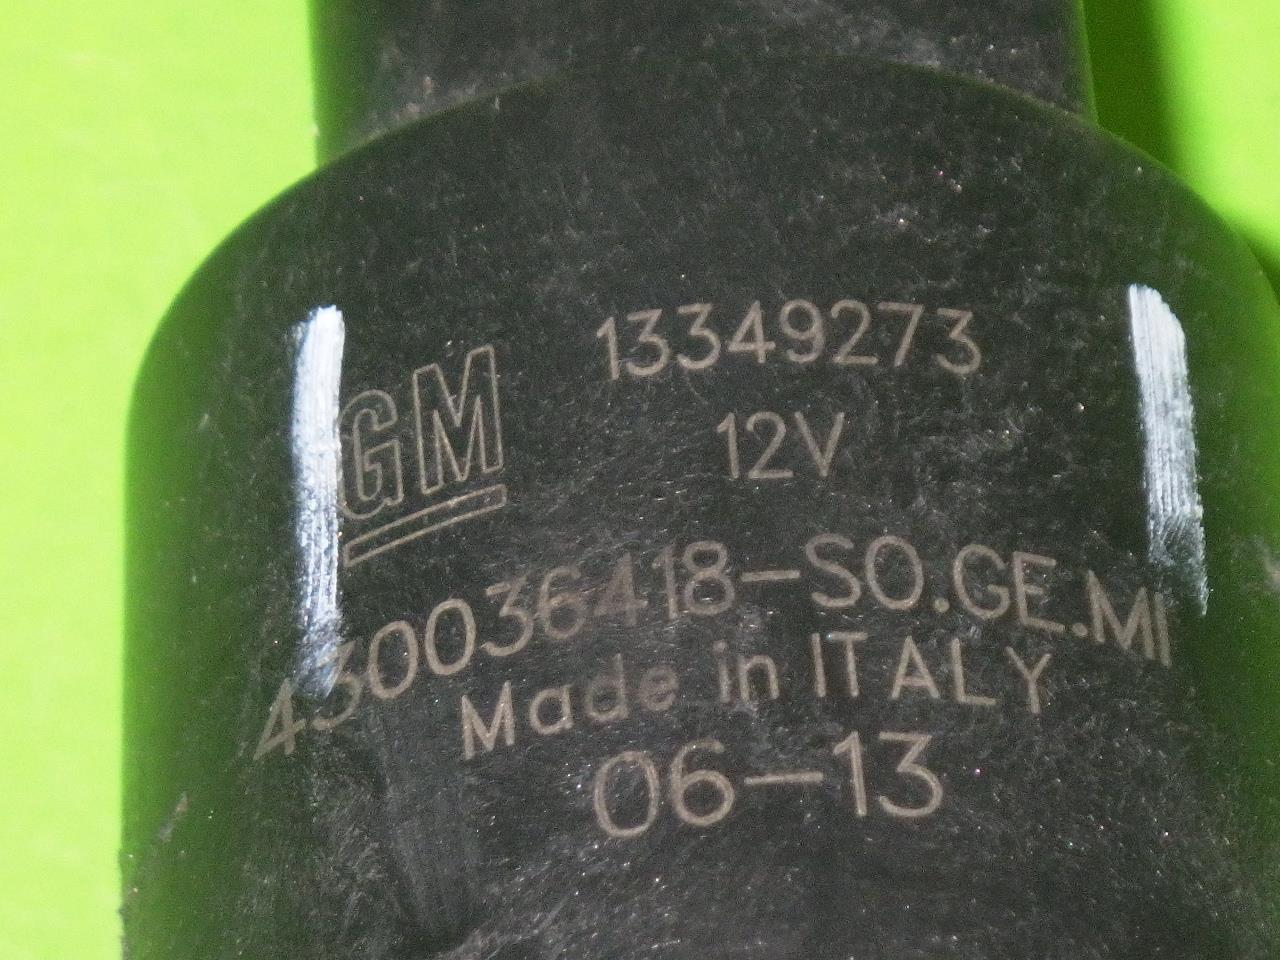 13349273
GM
12V
430036418-SO.GE.MI
Made in ITALY
06-13